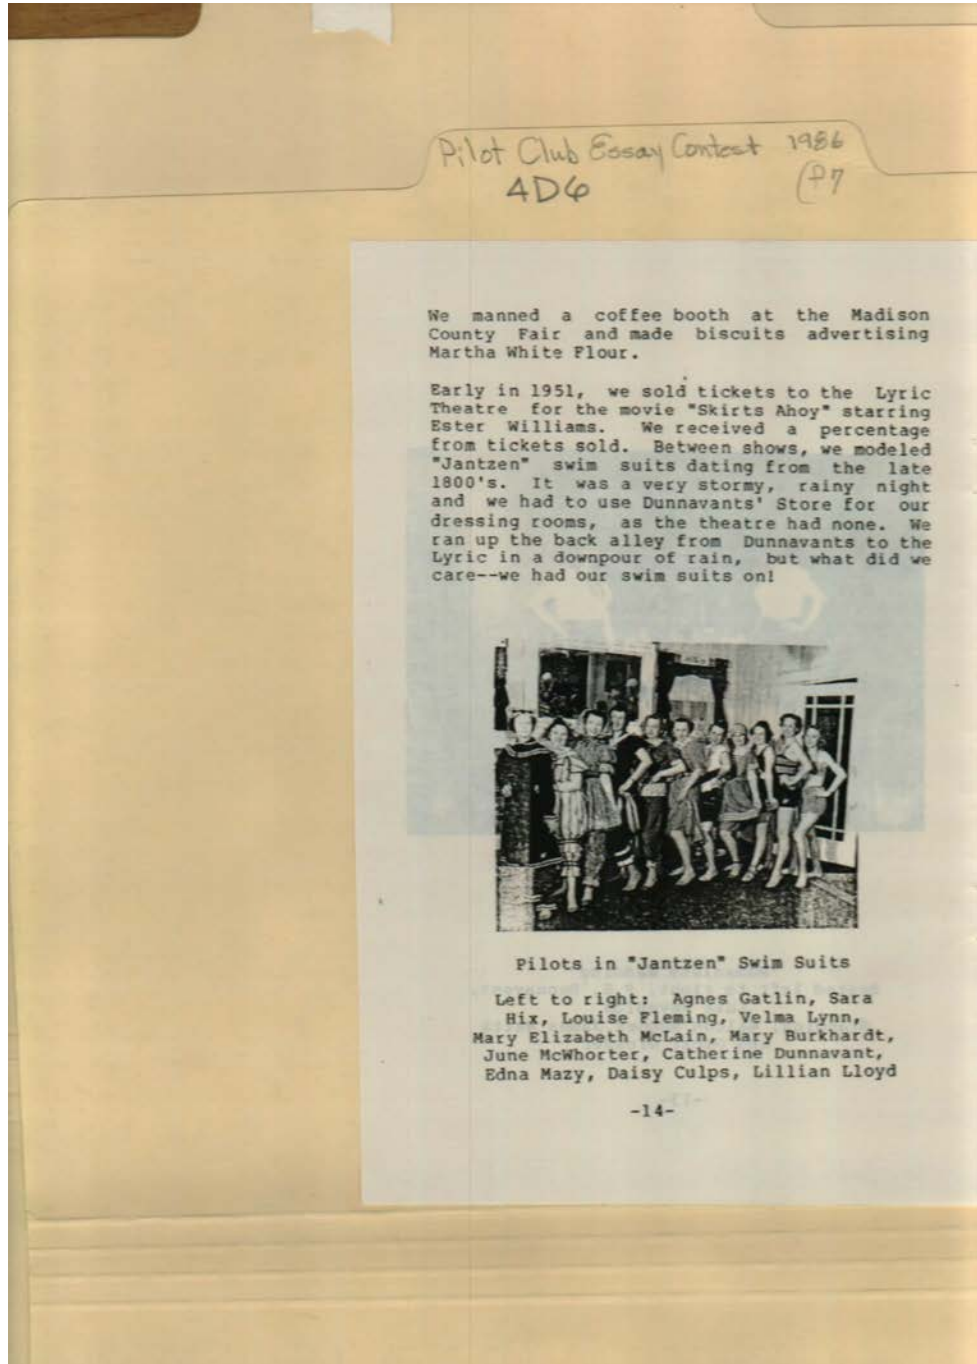 Pilot Club Essay Contest 1986
4D6 (P7
We manned a coffee booth at the Madison
County Fair and made biscuits advertising
Martha White Flour.
Early in 1951, we sold tickets to the Lyric
Theatre for the movie "Skirts Ahoy" starring
Ester Williams. We received a percentage
from tickets sold. Between shows, we modeled
"Jantzen" swim suits dating from the late
1800's. It was a very stormy, rainy night
and we had to use Dunnavants' Store for our
dressing rooms, as the theatre had none. We
ran up the back alley from Dunnavants to the
Lyric in a downpour of rain, but what did we
care--we had our swim suits on!
Pilots in "Jantzen" Swim Suits
Left to right: Agnes Gatlin, Sara
Hix, Louise Fleming, Velma Lynn,
Mary Elizabeth McLain, Mary Burkhardt,
June McWhorter, Catherine Dunnavant,
Edna Mazy, Daisy Culps, Lillian Lloyd
-14-